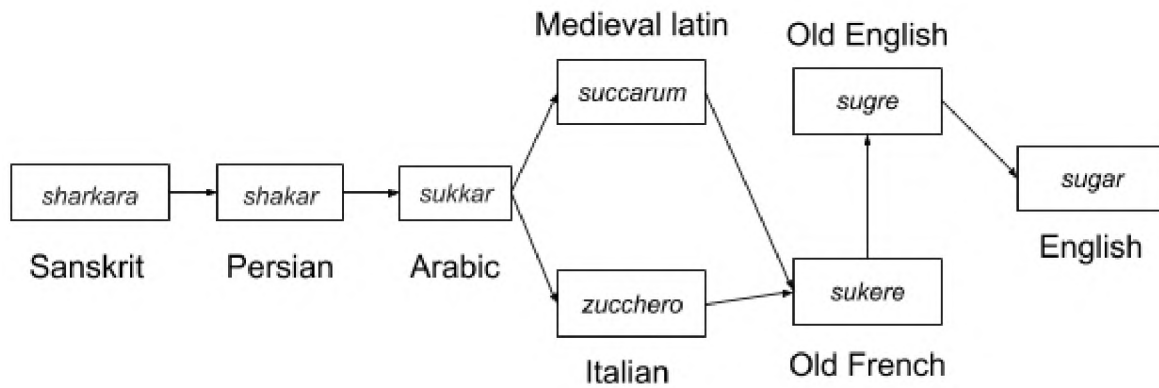 Medieval latin
Old English
succarum
sugre
sharkara
shakar
sukkar
sugar
Sanskrit
Persian
Arabic
English
zucchero
sukere
Italian
Old French